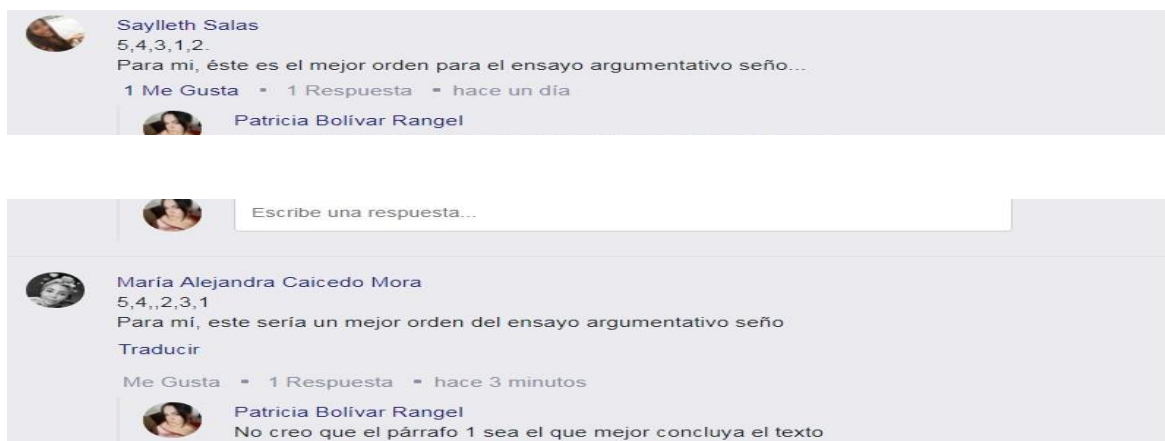 Saylleth Salas
5,4,3,1,2.
Para mi, éste es el mejor orden para el ensayo argumentativo seño...
1 Me Gusta • 1 Respuesta • hace un día
Patricia Bolívar Rangel
Escribe una respuesta...
María Alejandra Caicedo Mora
5,4,,2,3,1
Para mí, este sería un mejor orden del ensayo argumentativo seño
Traducir
Me Gusta • 1 Respuesta • hace 3 minutos
Patricia Bolívar Rangel
No creo que el párrafo 1 sea el que mejor concluya el texto